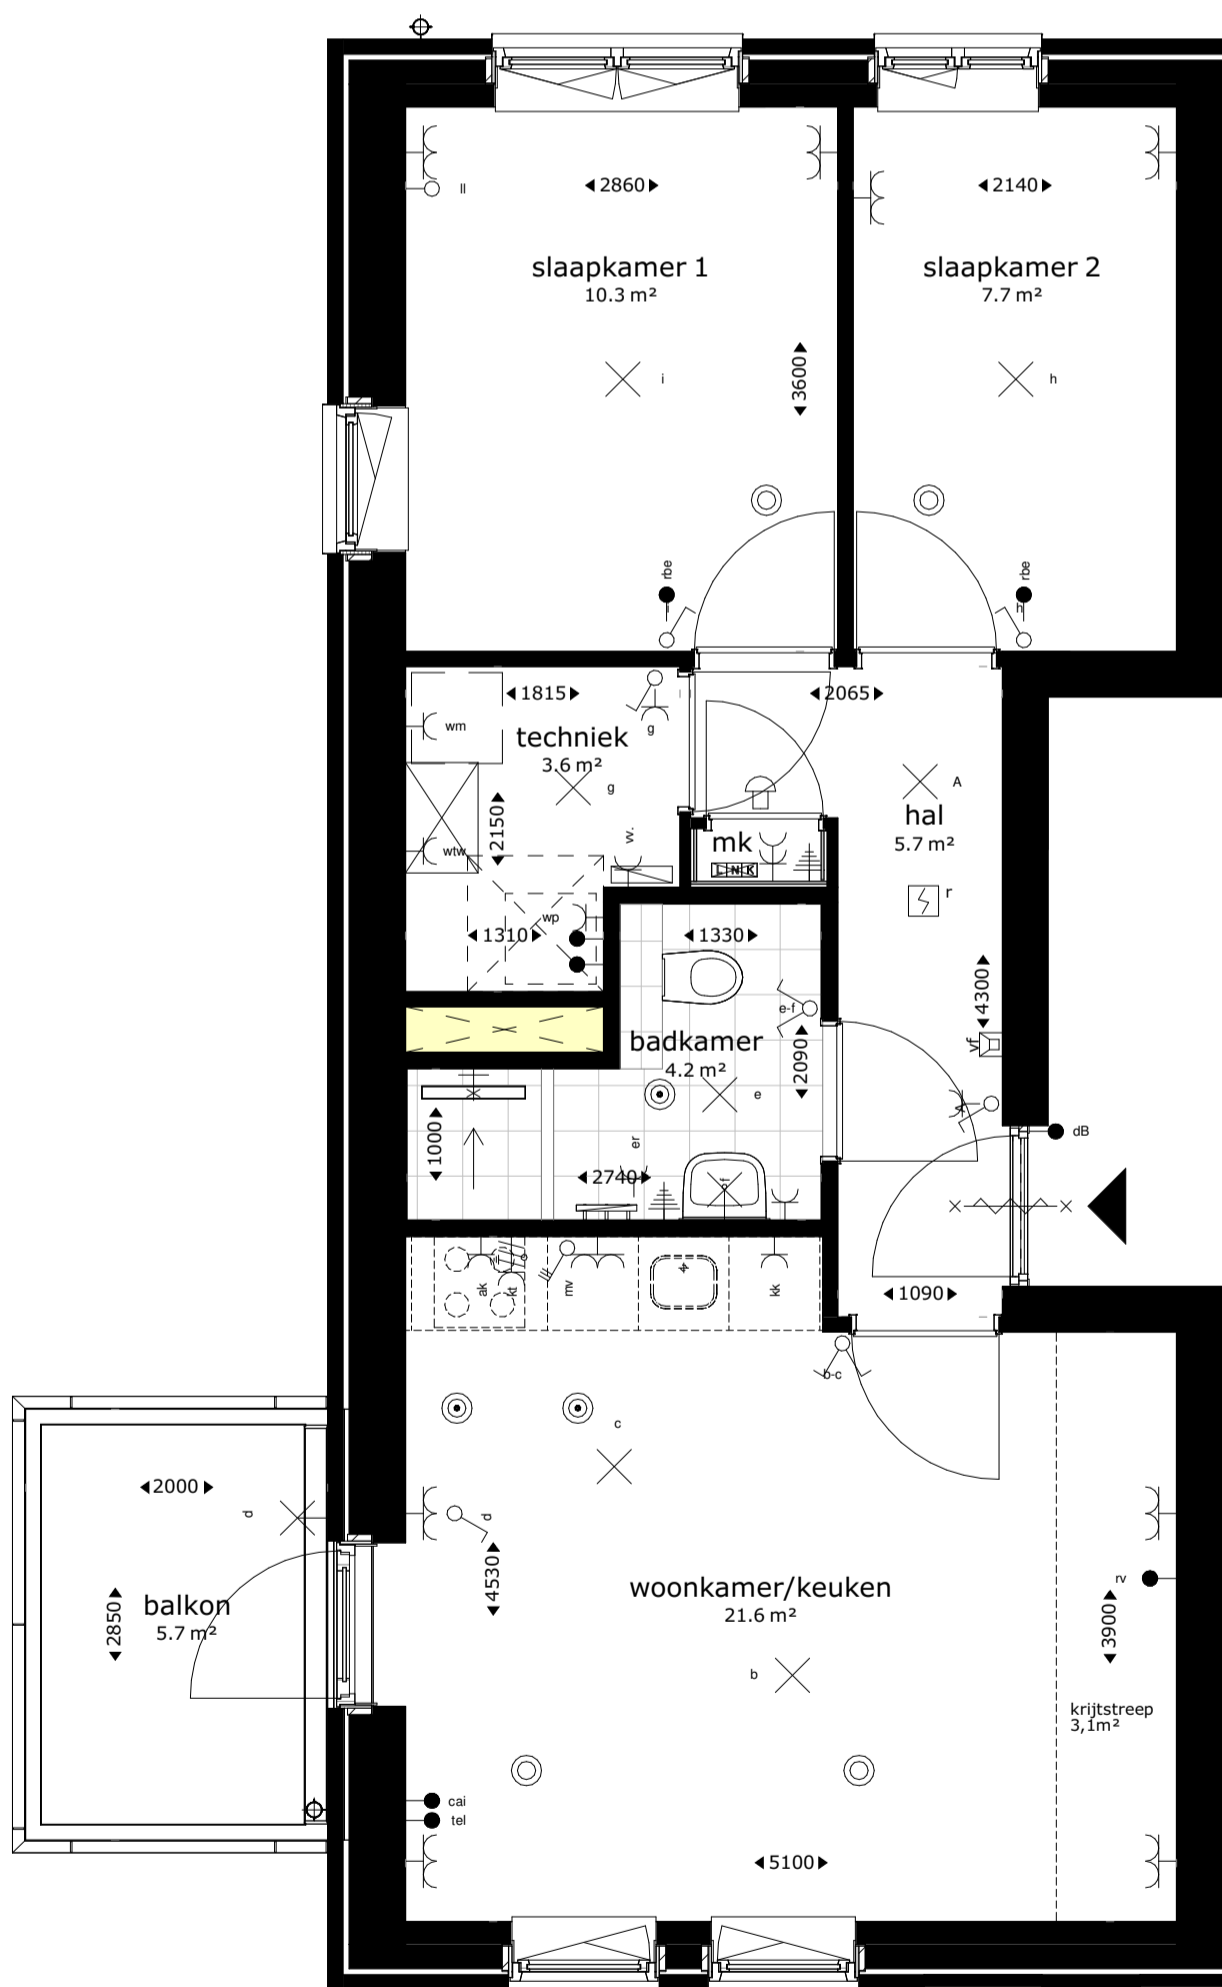 2860
2140
ll
slaapkamer 1
10.3 m²
slaapkamer 2
7.7 m²
3600
i
h
rbe
i
rbe
h
1815
2065
wm
techniek
3.6 m²
g
g
A
hal
5.7 m²
2150
wtw
vv.
mk
L N K
r
wp
1310
1330
4300
e-f
badkamer
4.2 m²
2090
vf
e
A
1000
er
dB
2740
f
1090
ak
kt
mv
kk
b-c
c
2000
d
d
4530
woonkamer/keuken
21.6 m²
rv
balkon
5.7 m²
2850
3900
b
krijtstreep
3,1m²
cai
tel
5100